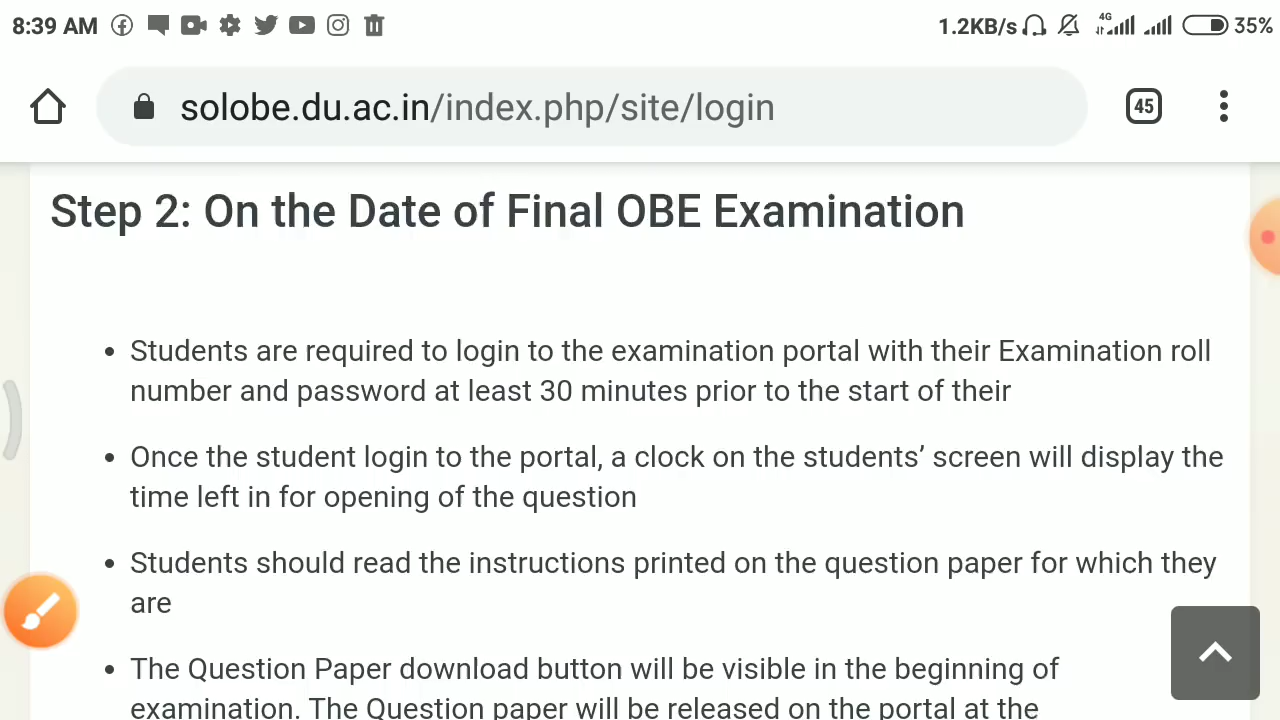 8:39 AM 1.2KB/s 4G 35%
solobe.du.ac.in/index.php/site/login 45
Step 2: On the Date of Final OBE Examination
• Students are required to login to the examination portal with their Examination roll
number and password at least 30 minutes prior to the start of their
• Once the student login to the portal, a clock on the students’ screen will display the
time left in for opening of the question
• Students should read the instructions printed on the question paper for which they
are
• The Question Paper download button will be visible in the beginning of
examination. The Question paper will be released on the portal at the